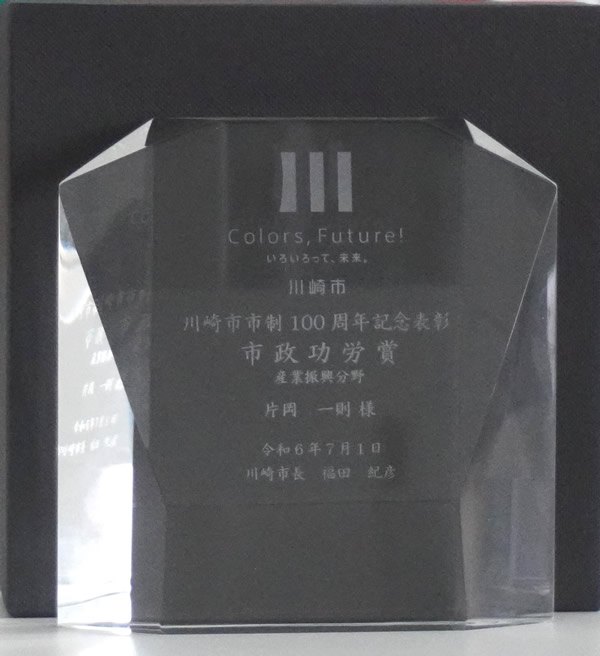 Colors, Future!
いろいろって、未来。
川崎市
川崎市市制100周年記念表彰
市政功労賞
産業振興分野
片岡 一則 様
令和6年7月1日
川崎市長 福田 紀彦